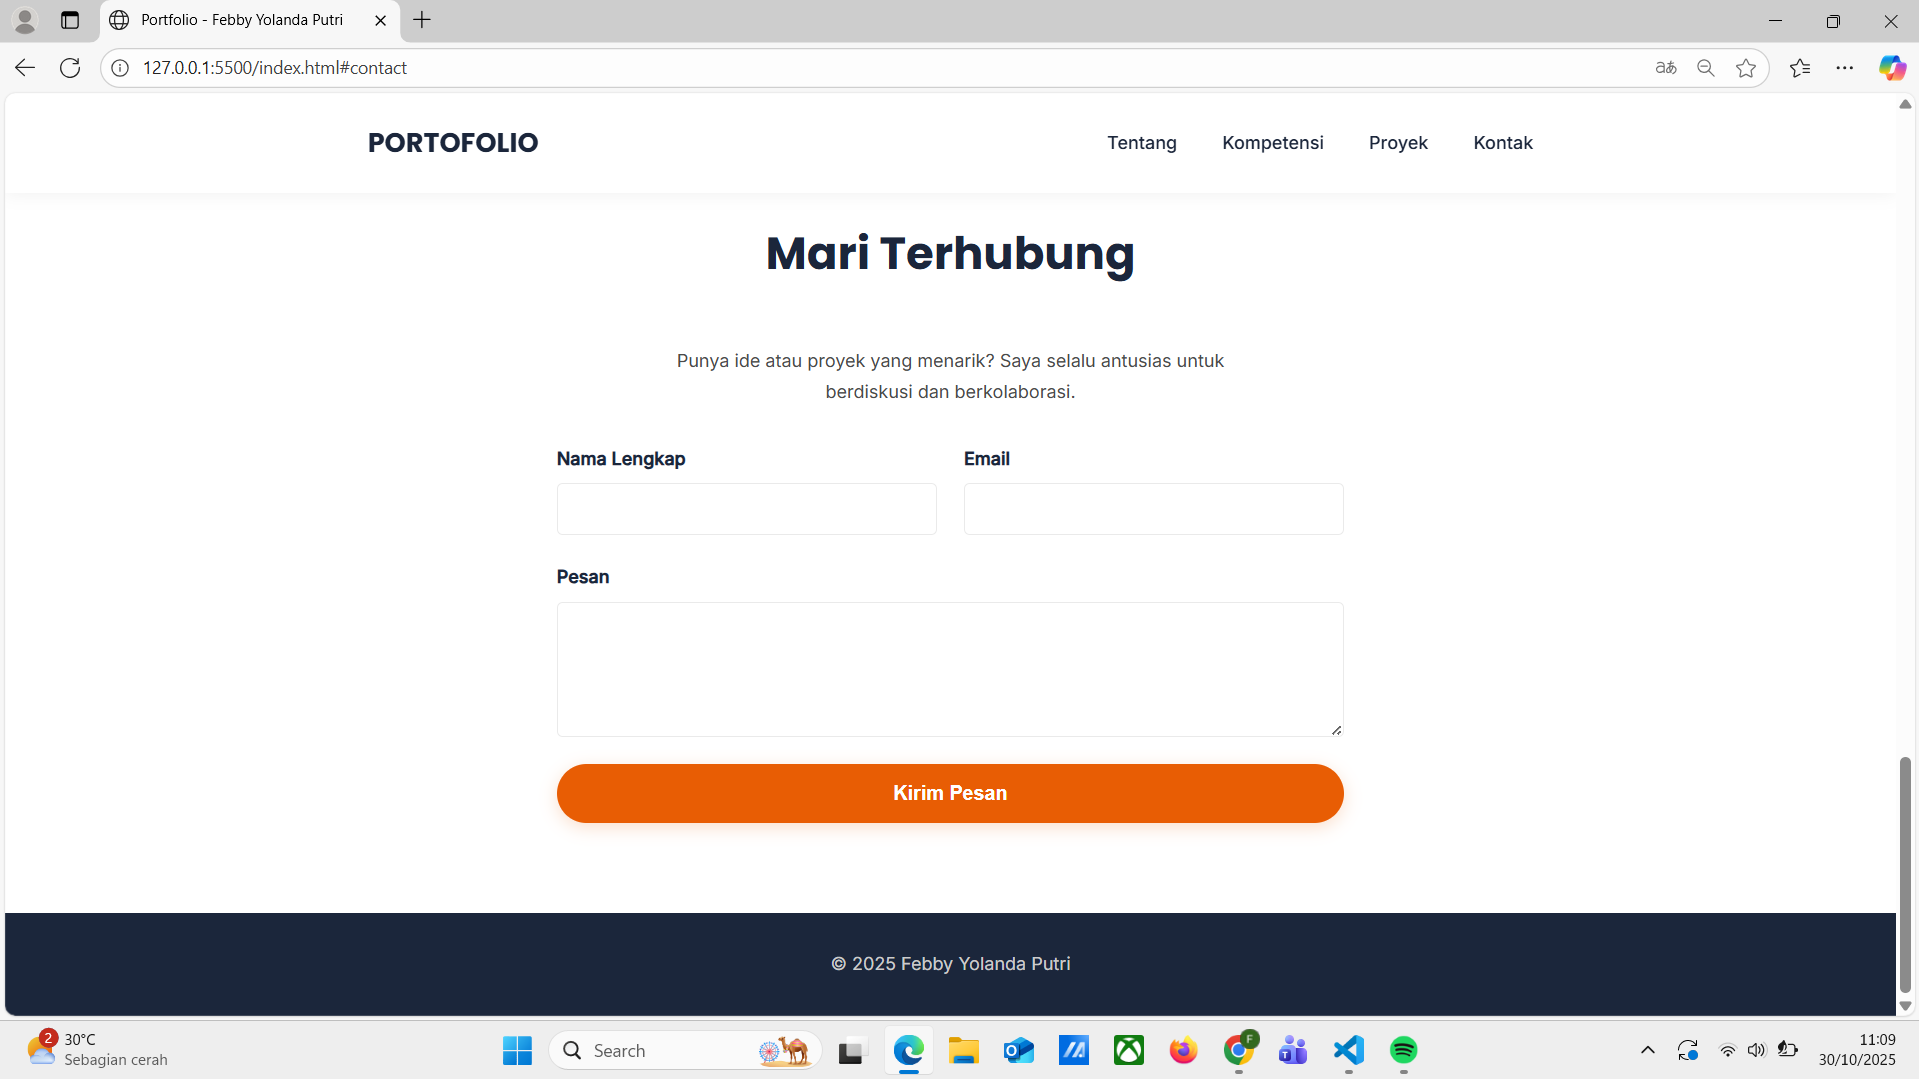 Portfolio - Febby Yolanda Putri
127.0.0.1:5500/index.html#contact
PORTOFOLIO
Tentang
Kompetensi
Proyek
Kontak
Mari Terhubung
Punya ide atau proyek yang menarik? Saya selalu antusias untuk
berdiskusi dan berkolaborasi.
Nama Lengkap
Email
Pesan
Kirim Pesan
© 2025 Febby Yolanda Putri
2
30°C
Sebagian cerah
Search
F
11:09
30/10/2025